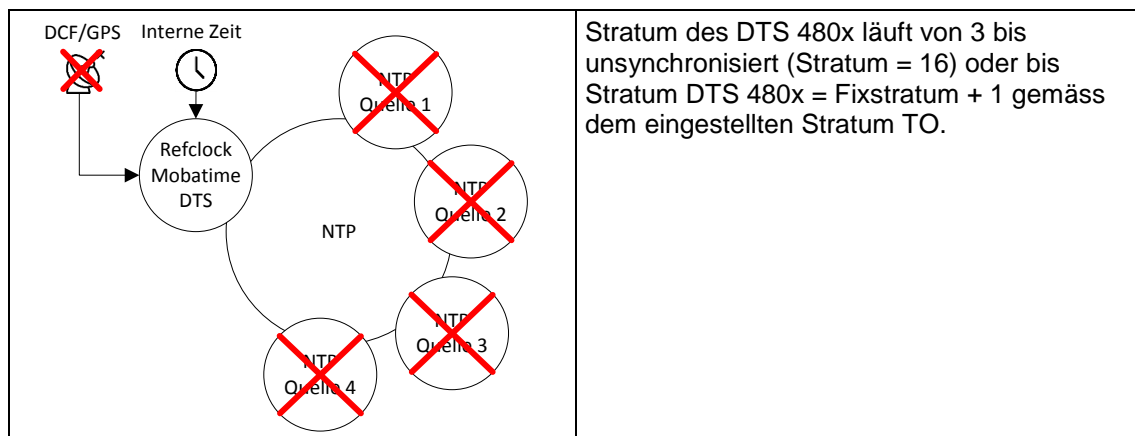 DCF/GPS
Interne Zeit
Refclock
Mobatime
DTS
NTP
Quelle 1
NTP
Quelle 2
NTP
NTP
Quelle 3
NTP
Quelle 4
Stratum des DTS 480x läuft von 3 bis
unsynchronisiert (Stratum = 16) oder bis
Stratum DTS 480x = Fixstratum + 1 gemäss
dem eingestellten Stratum TO.